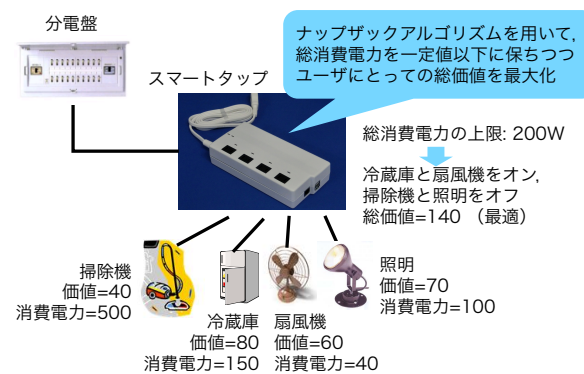 分電盤
ナップザックアルゴリズムを用いて,
総消費電力を一定値以下に保ちつつ
ユーザにとっての総価値を最大化
スマートタップ
総消費電力の上限: 200W
冷蔵庫と扇風機をオン,
掃除機と照明をオフ
総価値=140 （最適）
掃除機
価値=40
消費電力=500
冷蔵庫
価値=80
消費電力=150
扇風機
価値=60
消費電力=40
照明
価値=70
消費電力=100